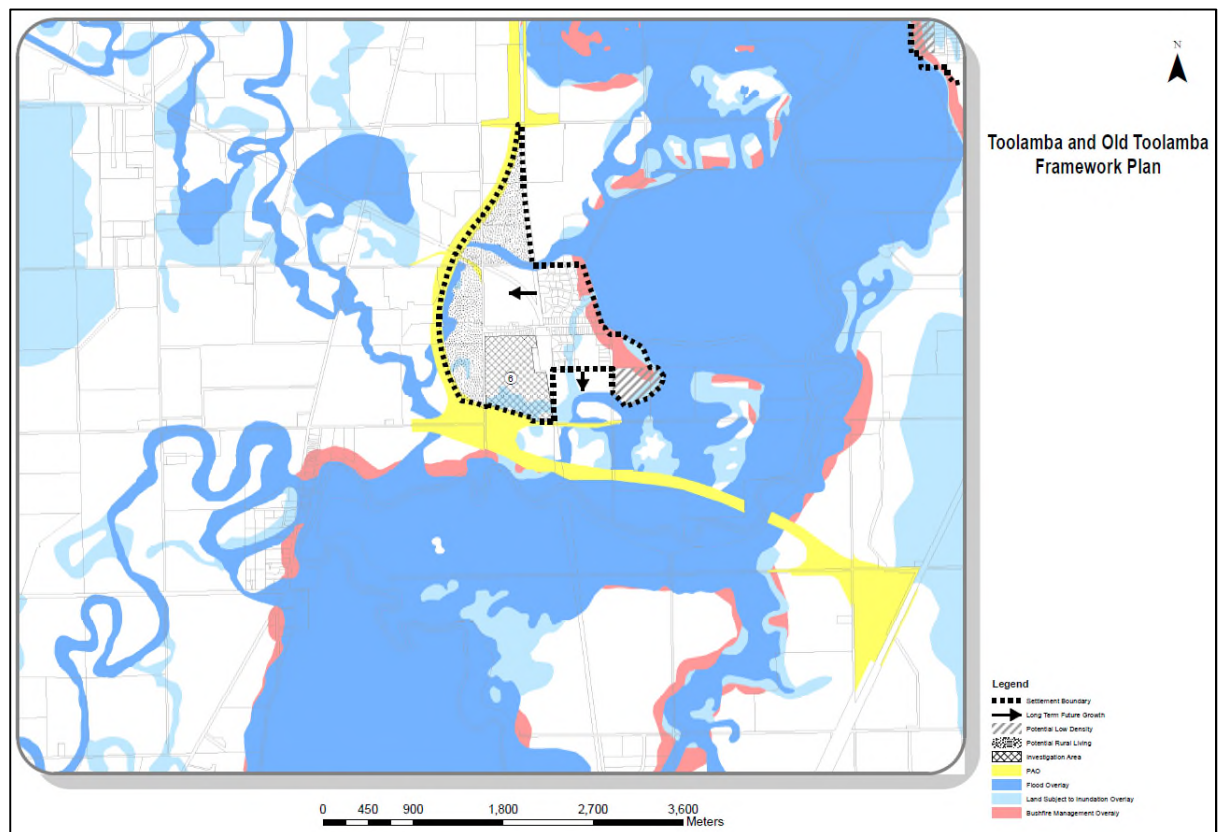 N
Toolamba and Old Toolamba
Framework Plan
6
Legend
Settlement Boundary
Long Term Future Growth
Potential Low Density
Potential Rural Living
Investigation Area
PAO
Flood Overlay
Land Subject to Inundation Overlay
Bushfire Management Overaly
0 450 900 1,800 2,700 3,600
Meters